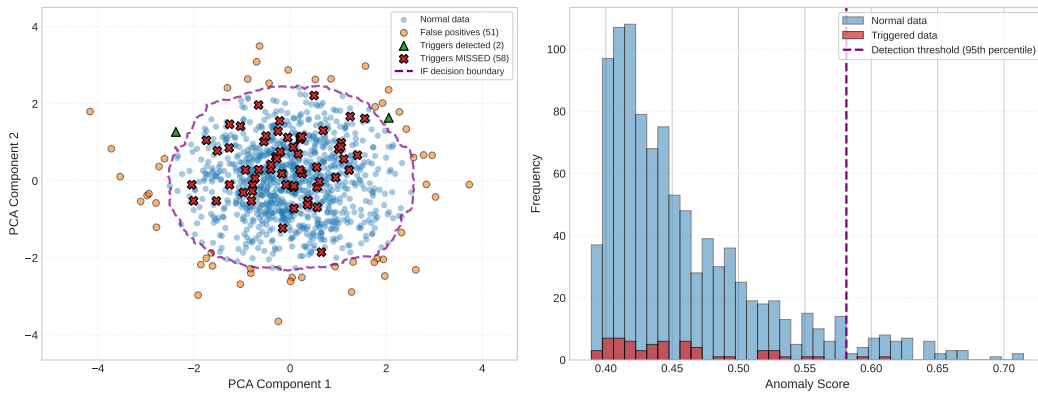 4
2
0
−2
−4
PCA Component 2
−4
−2
0
2
4
PCA Component 1
Normal data
False positives (51)
Triggers detected (2)
Triggers MISSED (58)
IF decision boundary
100
80
60
40
20
0
Frequency
0.40
0.45
0.50
0.55
0.60
0.65
0.70
Anomaly Score
Normal data
Triggered data
Detection threshold (95th percentile)